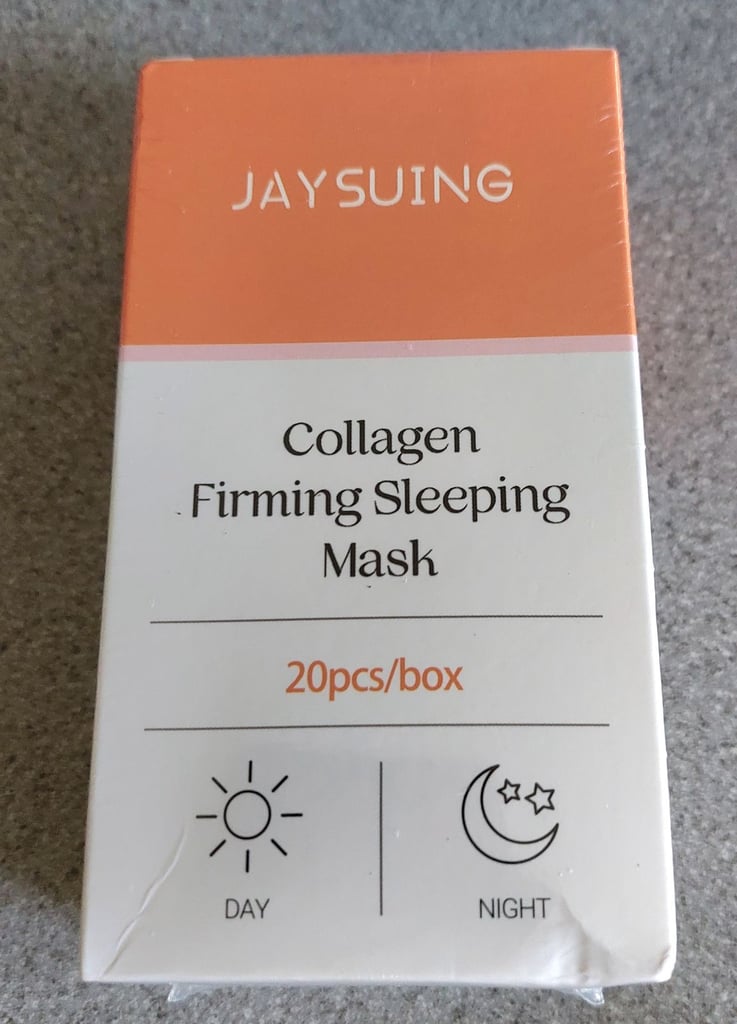 JAYSUING
Collagen
Firming Sleeping
Mask
20pcs/box
DAY
NIGHT